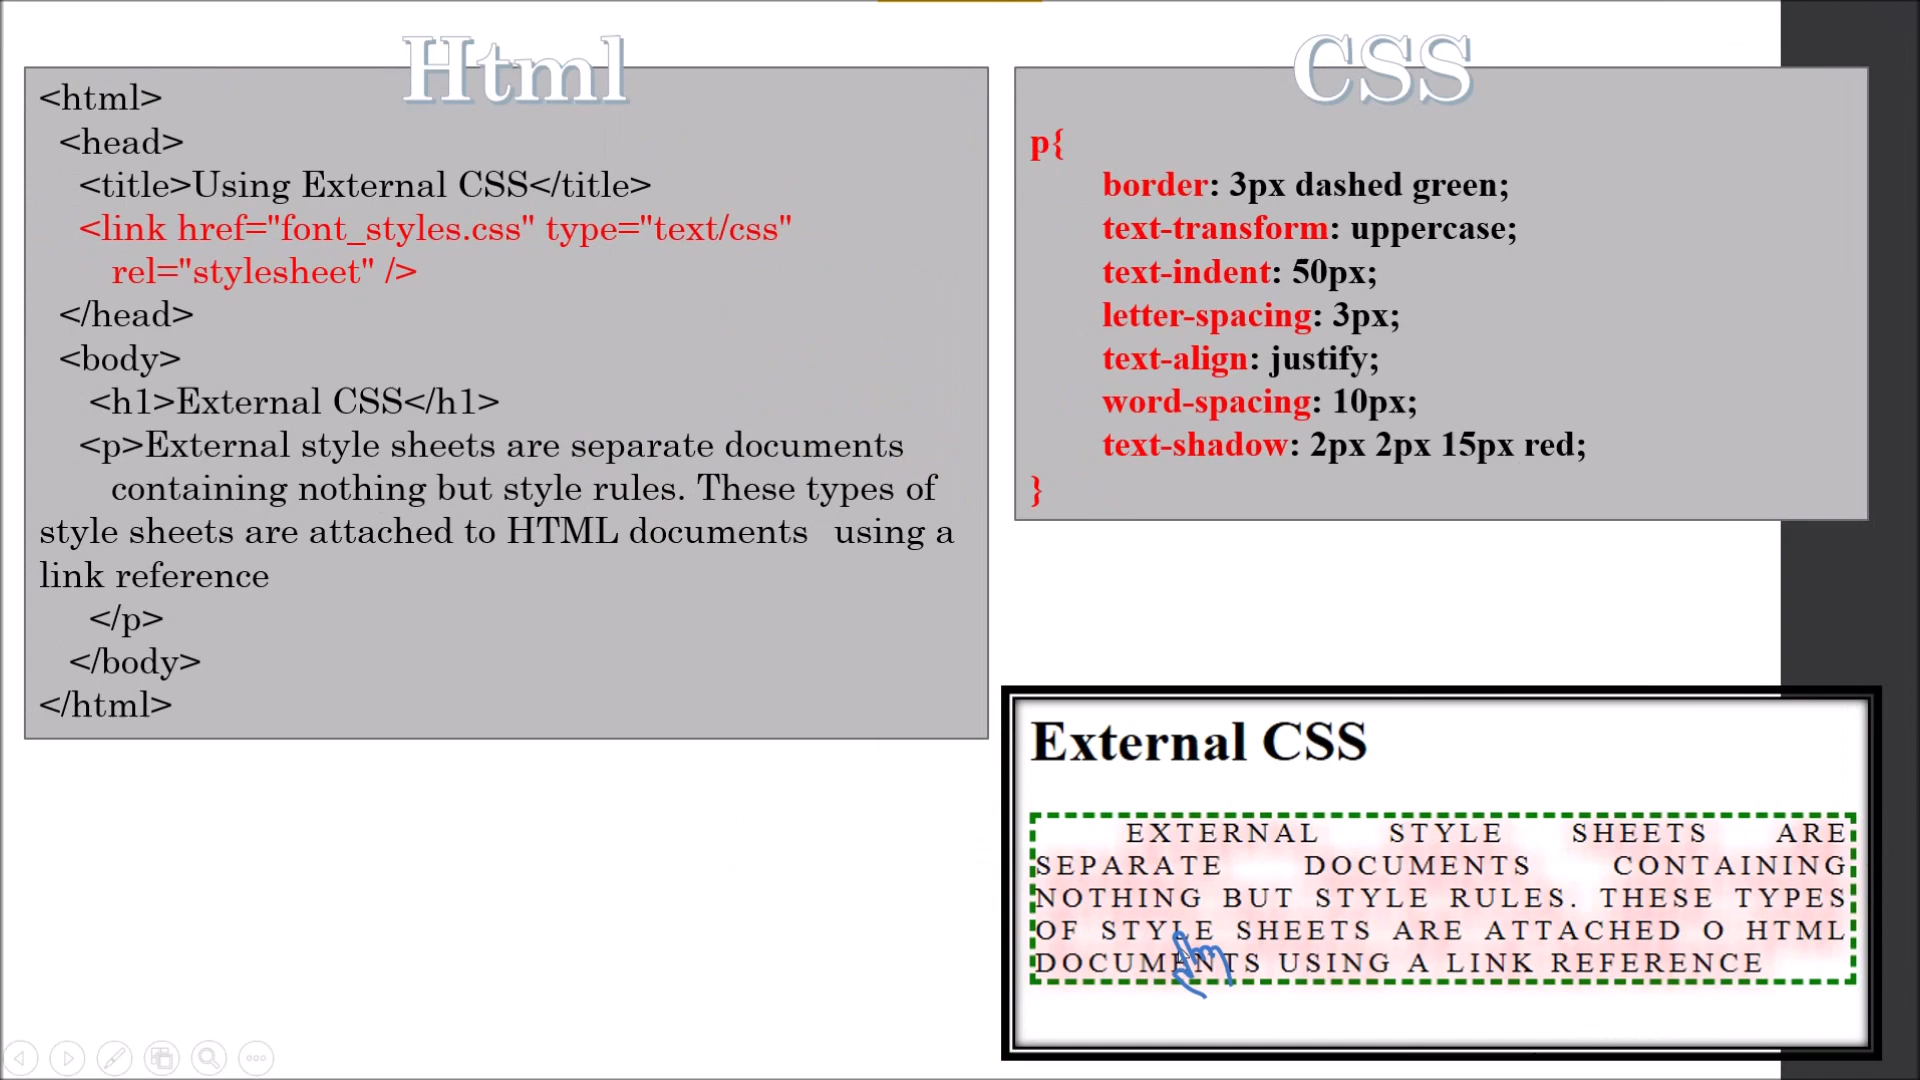 Html
<html>
<head>
<title>Using External CSS</title>
<link href="font_styles.css" type="text/css"
rel="stylesheet" />
</head>
<body>
<h1>External CSS</h1>
<p>External style sheets are separate documents
containing nothing but style rules. These types of
style sheets are attached to HTML documents using a
link reference
</p>
</body>
</html>
CSS
p{
border: 3px dashed green;
text-transform: uppercase;
text-indent: 50px;
letter-spacing: 3px;
text-align: justify;
word-spacing: 10px;
text-shadow: 2px 2px 15px red;
}
External CSS
EXTERNAL STYLE SHEETS ARE
SEPARATE DOCUMENTS CONTAINING
NOTHING BUT STYLE RULES. THESE TYPES
OF STYLE SHEETS ARE ATTACHED O HTML
DOCUMENTS USING A LINK REFERENCE